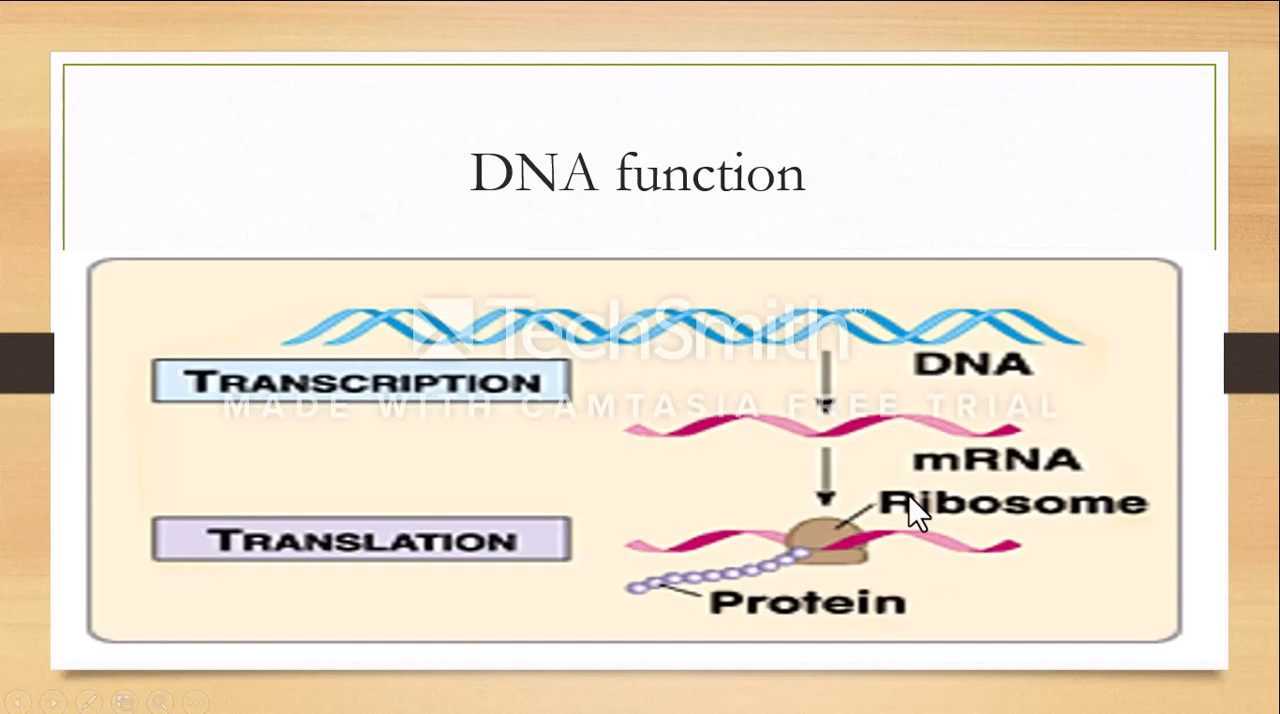 DNA function
TechSmith®
DNA
TRANSCRIPTION
MADE WITH CAMTASIA FREE TRIAL
mRNA
Ribosome
TRANSLATION
Protein